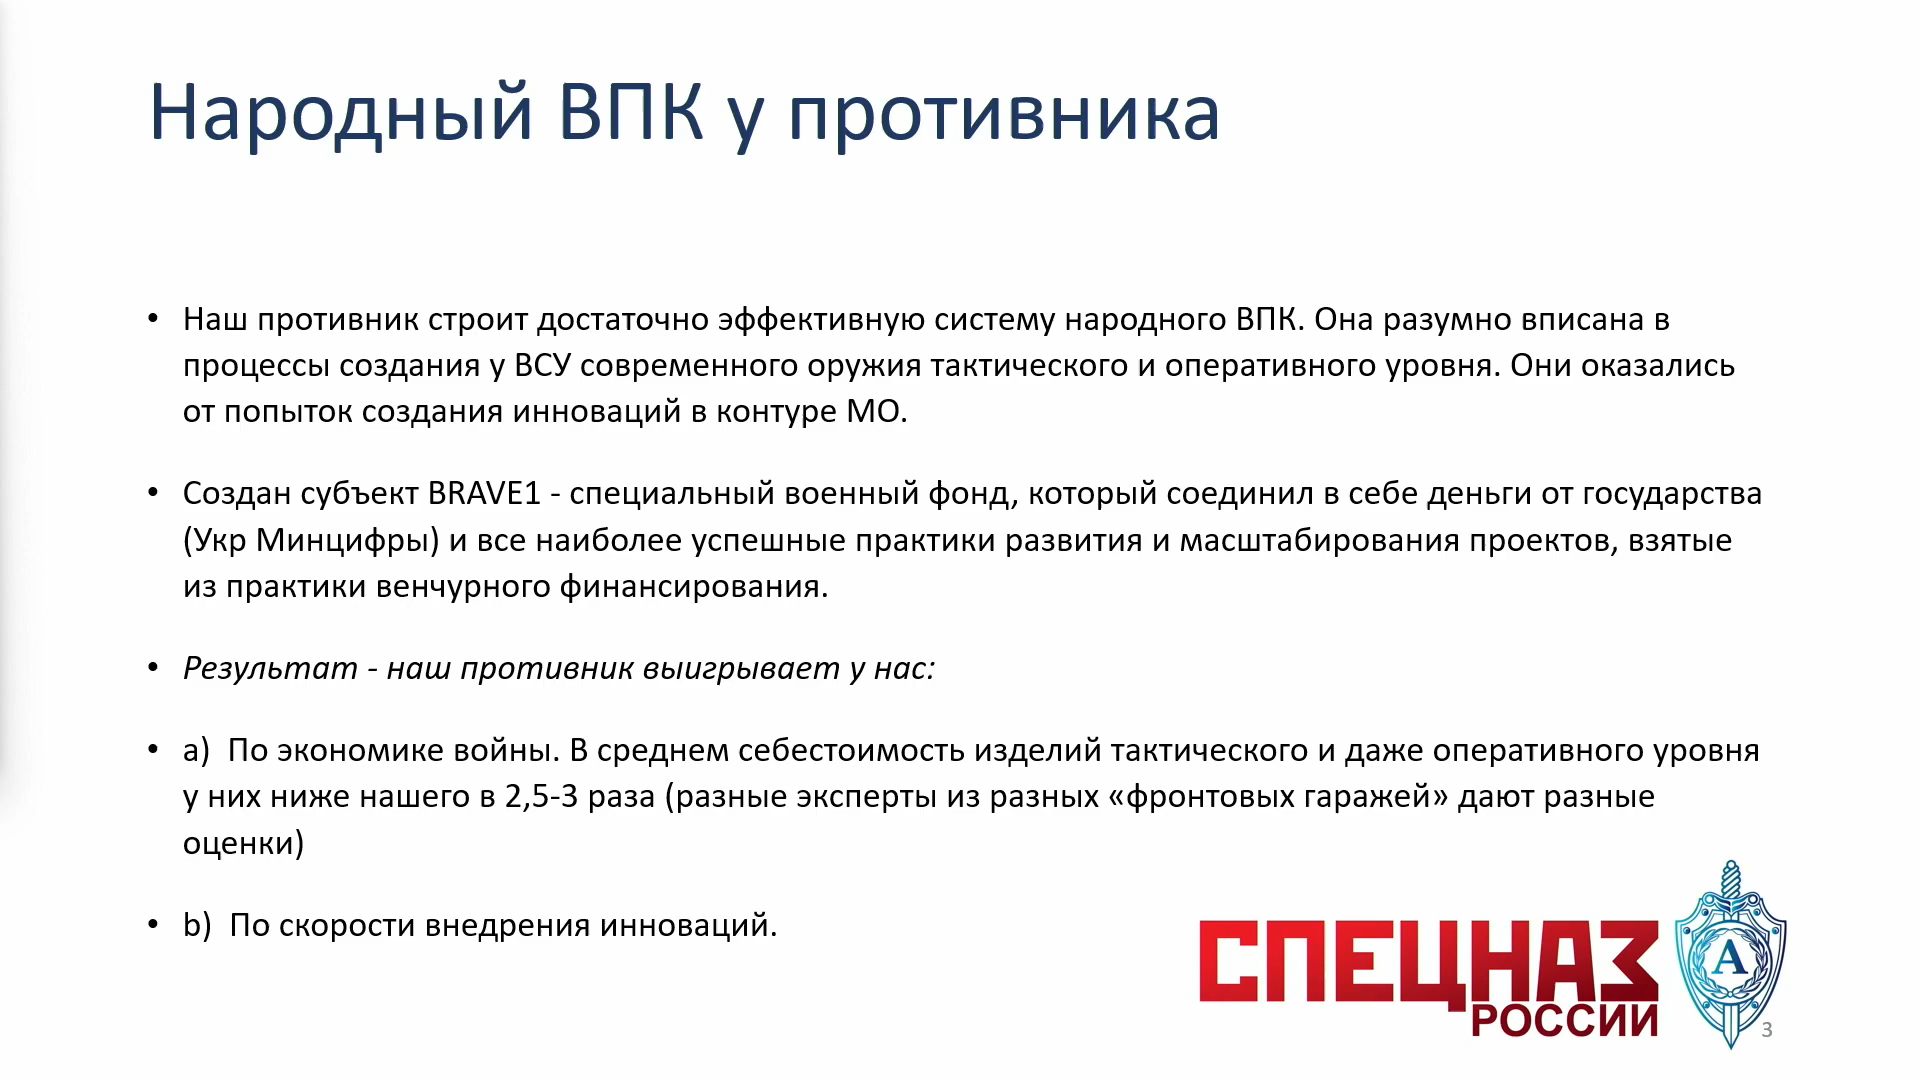 Народный ВПК у противника
• Наш противник строит достаточно эффективную систему народного ВПК. Она разумно вписана в
процессы создания у ВСУ современного оружия тактического и оперативного уровня. Они оказались
от попыток создания инноваций в контуре МО.
• Создан субъект BRAVE1 - специальный военный фонд, который соединил в себе деньги от государства
(Укр Минцифры) и все наиболее успешные практики развития и масштабирования проектов, взятые
из практики венчурного финансирования.
• Результат - наш противник выигрывает у нас:
• a) По экономике войны. В среднем себестоимость изделий тактического и даже оперативного уровня
у них ниже нашего в 2,5-3 раза (разные эксперты из разных «фронтовых гаражей» дают разные
оценки)
• b) По скорости внедрения инноваций.
СПЕЦНАЗ
РОССИИ
А
3